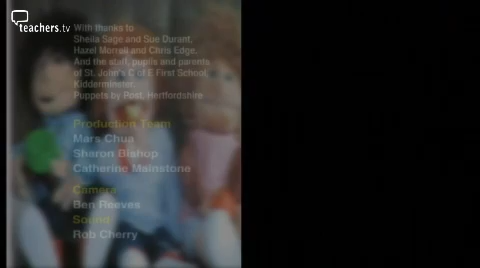 teachers.tv
With thanks to
Sheila Sage and Sue Durant,
Hazel Morrell and Chris Edge.
And the staff, pupils and parents
of St. John's C of E First School,
Kidderminster.
Puppets by Post, Hertfordshire
Production Team
Mars Chua
Sharon Bishop
Catherine Mainstone
Camera
Ben Reeves
Sound
Rob Cherry